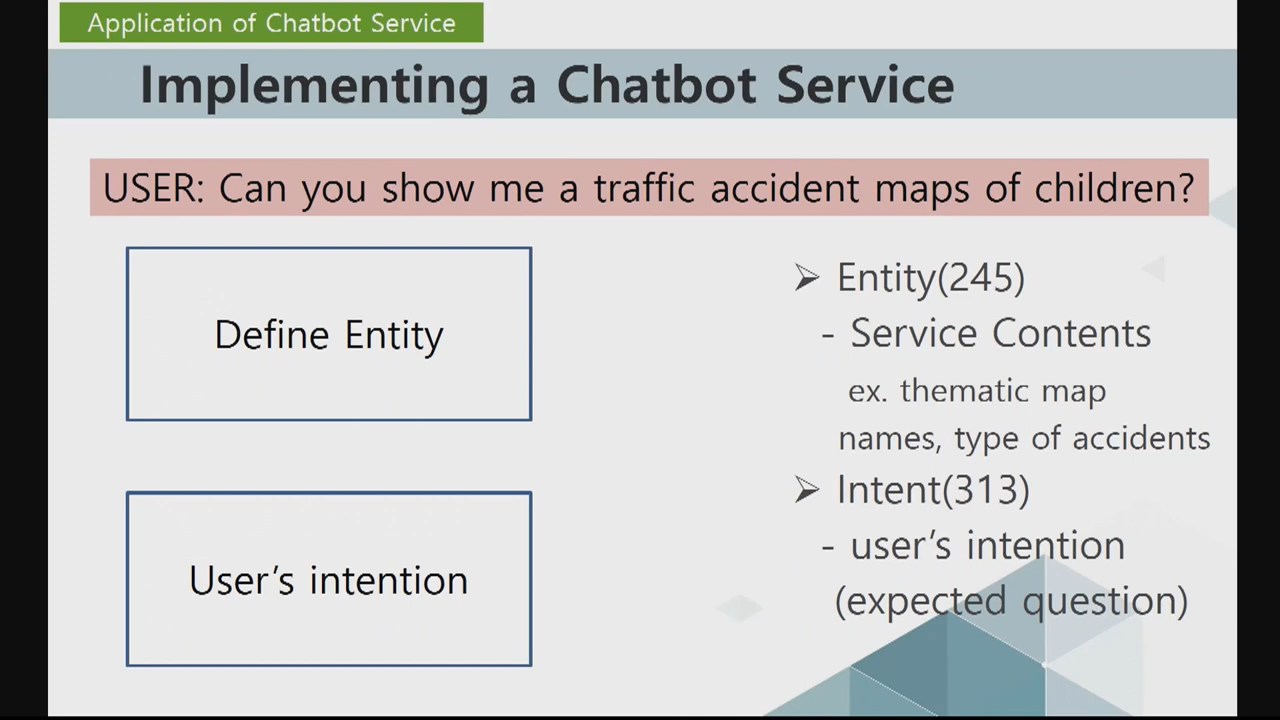 Application of Chatbot Service
Implementing a Chatbot Service
USER: Can you show me a traffic accident maps of children?
Define Entity
User's intention
➢ Entity(245)
- Service Contents
ex. thematic map
names, type of accidents
➢ Intent(313)
- user's intention
(expected question)